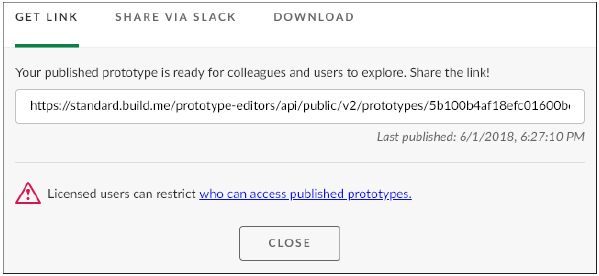 GET LINK SHARE VIA SLACK DOWNLOAD
Your published prototype is ready for colleagues and users to explore. Share the link!
https://standard.build.me/prototype-editors/api/public/v2/prototypes/5b100b4af18efc01600b
Last published: 6/1/2018, 6:27:10 PM
Licensed users can restrict who can access published prototypes.
CLOSE